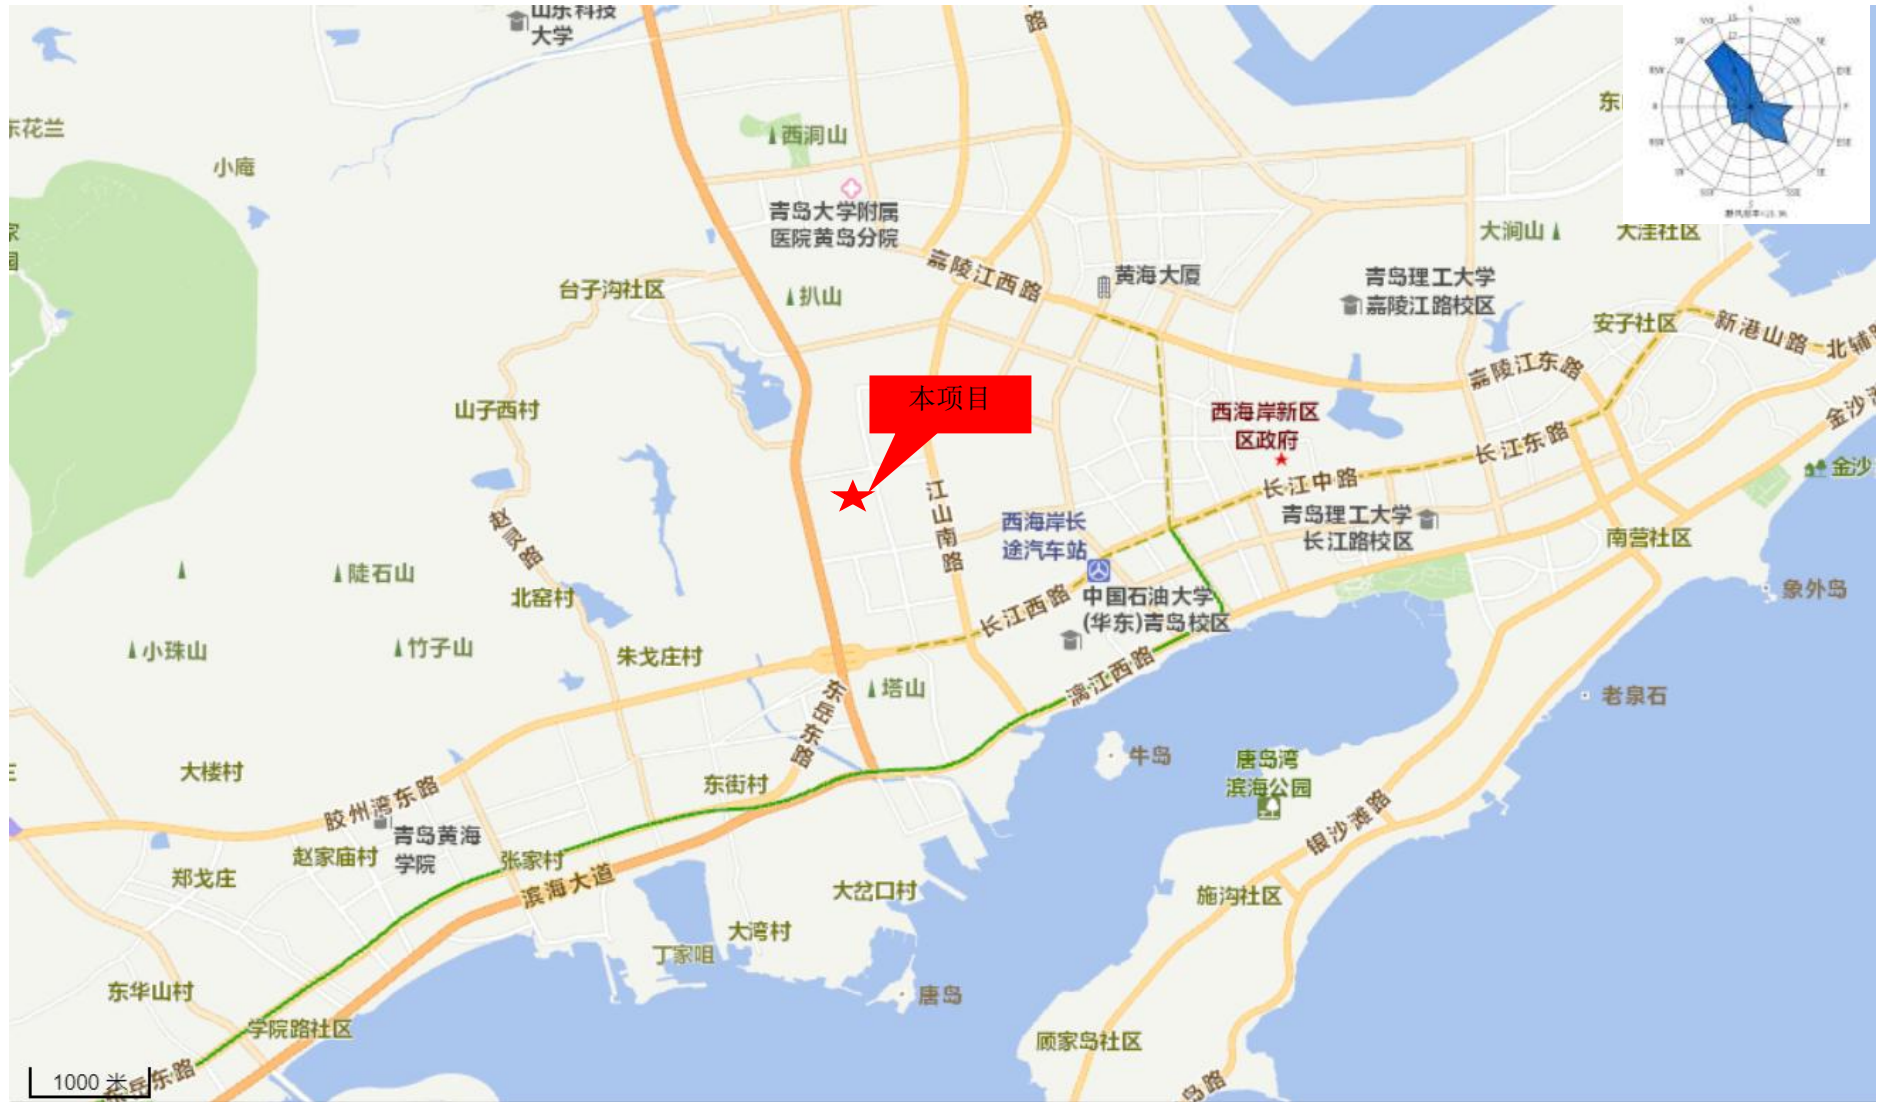 山东科技
大学
路
东花兰
小庵
西洞山
青岛大学附属
医院黄岛分院
家
园
台子沟社区
扒山
嘉陵江西路
黄海大厦
青岛理工大学
嘉陵江路校区
大涧山
大洼社区
安子社区
新港山路
北辅
嘉陵江东路
金沙滩
山子西村
本项目
西海岸新区
区政府
长江东路
长江中路
金沙
江山南路
西海岸长
途汽车站
青岛理工大学
长江路校区
南营社区
赵灵路
陡石山
北窑村
中国石油大学
(华东)青岛校区
长江西路
象外岛
小珠山
竹子山
朱戈庄村
塔山
东岳东路
漓江西路
老泉石
牛岛
唐岛湾
滨海公园
大楼村
东街村
胶州湾东路
青岛黄海
学院
银沙滩路
赵家庙村
张家村
郑戈庄
滨海大道
大岔口村
施沟社区
大湾村
丁家咀
唐岛
东华山村
学院路社区
顾家岛社区
1000 米
东岳东路
岛路